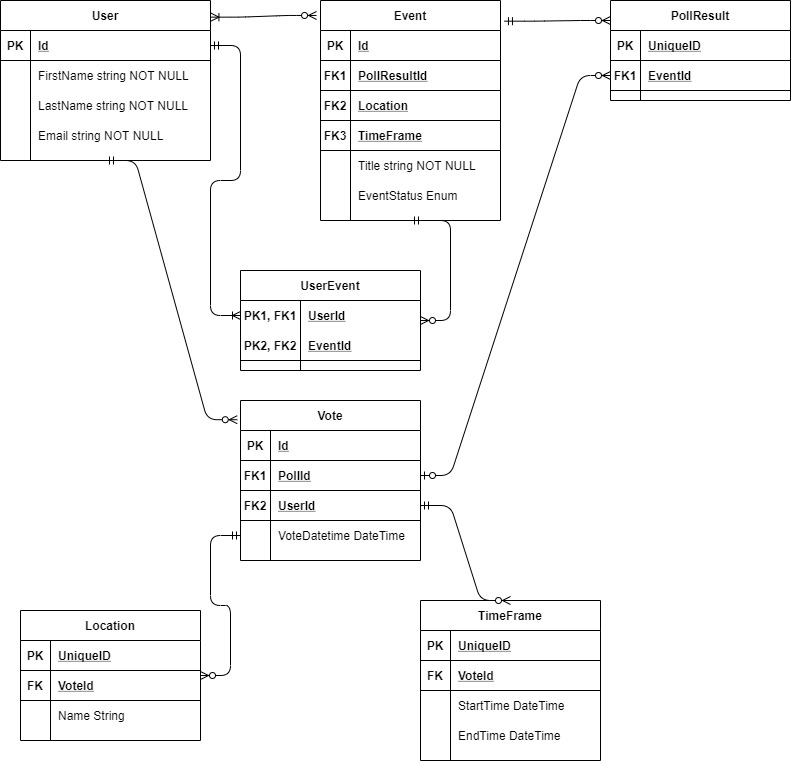 User
PK Id
FirstName string NOT NULL
LastName string NOT NULL
Email string NOT NULL
Event
PK Id
FK1 PollResultId
FK2 Location
FK3 TimeFrame
Title string NOT NULL
EventStatus Enum
PollResult
PK UniqueID
FK1 EventId
UserEvent
PK1, FK1 UserId
PK2, FK2 EventId
Vote
PK Id
FK1 PollId
FK2 UserId
VoteDatetime DateTime
Location
PK UniqueID
FK VoteId
Name String
TimeFrame
PK UniqueID
FK VoteId
StartTime DateTime
EndTime DateTime